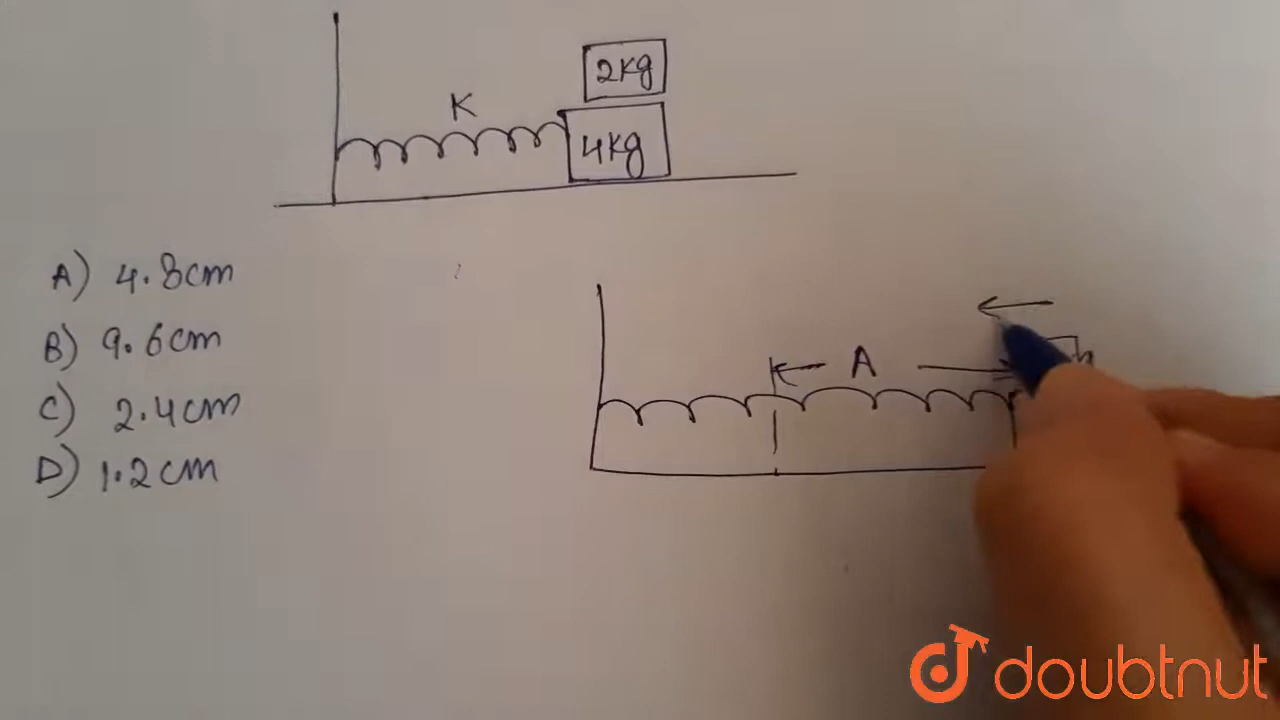 2kg
K
4kg
A) 4.8cm
B) 9.6cm
C) 2.4cm
D) 1.2cm
A
doubtnut